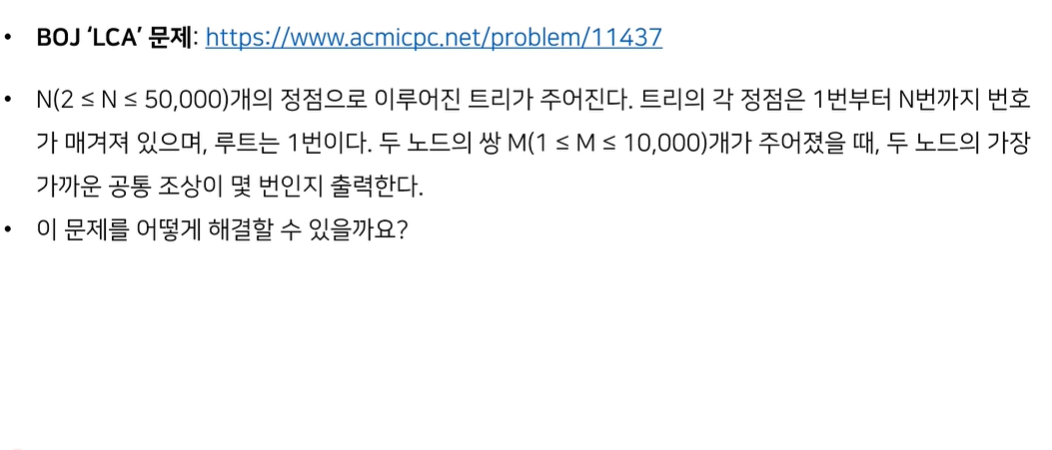 • BOJ ‘LCA’ 문제: https://www.acmicpc.net/problem/11437
• N(2 ≤ N ≤ 50,000)개의 정점으로 이루어진 트리가 주어진다. 트리의 각 정점은 1번부터 N번까지 번호
가 매겨져 있으며, 루트는 1번이다. 두 노드의 쌍 M(1 ≤ M ≤ 10,000)개가 주어졌을 때, 두 노드의 가장
가까운 공통 조상이 몇 번인지 출력한다.
• 이 문제를 어떻게 해결할 수 있을까요?